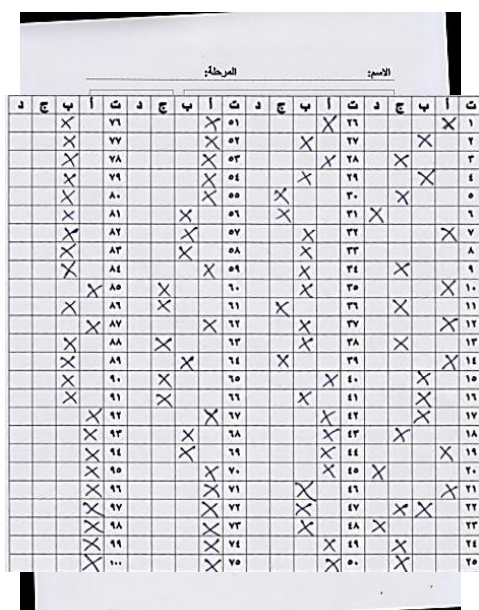 الاسم: المرحلة:
ت أ ب ج د ت أ ب ج د ت أ ب ج د ت أ ب ج د
١ ٢٦ ٥١ ٧٦
٢ ٢٧ ٥٢ ٧٧
٣ ٢٨ ٥٣ ٧٨
٤ ٢٩ ٥٤ ٧٩
٥ ٣٠ ٥٥ ٨٠
٦ ٣١ ٥٦ ٨١
٧ ٣٢ ٥٧ ٨٢
٨ ٣٣ ٥٨ ٨٣
٩ ٣٤ ٥٩ ٨٤
١٠ ٣٥ ٦٠ ٨٥
١١ ٣٦ ٦١ ٨٦
١٢ ٣٧ ٦٢ ٨٧
١٣ ٣٨ ٦٣ ٨٨
١٤ ٣٩ ٦٤ ٨٩
١٥ ٤٠ ٦٥ ٩٠
١٦ ٤١ ٦٦ ٩١
١٧ ٤٢ ٦٧ ٩٢
١٨ ٤٣ ٦٨ ٩٣
١٩ ٤٤ ٦٩ ٩٤
٢٠ ٤٥ ٧٠ ٩٥
٢١ ٤٦ ٧١ ٩٦
٢٢ ٤٧ ٧٢ ٩٧
٢٣ ٤٨ ٧٣ ٩٨
٢٤ ٤٩ ٧٤ ٩٩
٢٥ ٥٠ ٧٥ ١٠٠